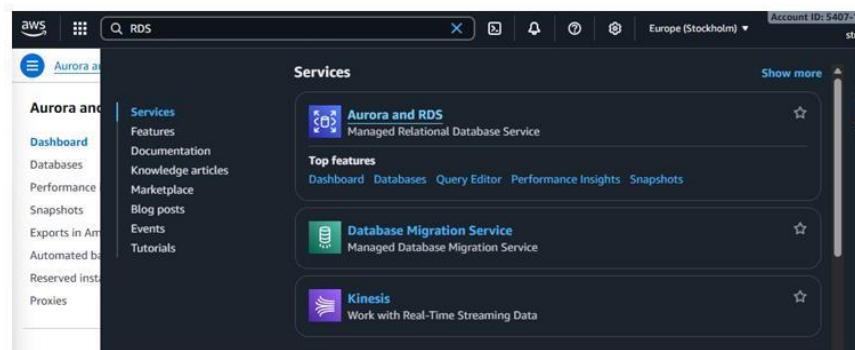 aws
RDS
Europe (Stockholm)
Account ID: 5407-
Aurora
Aurora and
Dashboard
Databases
Performance
Snapshots
Exports in Am
Automated ba
Reserved insta
Proxies
Services
Features
Documentation
Knowledge articles
Marketplace
Blog posts
Events
Tutorials
Services
Show more
Aurora and RDS
Managed Relational Database Service
Top features
Dashboard Databases Query Editor Performance Insights Snapshots
Database Migration Service
Managed Database Migration Service
Kinesis
Work with Real-Time Streaming Data